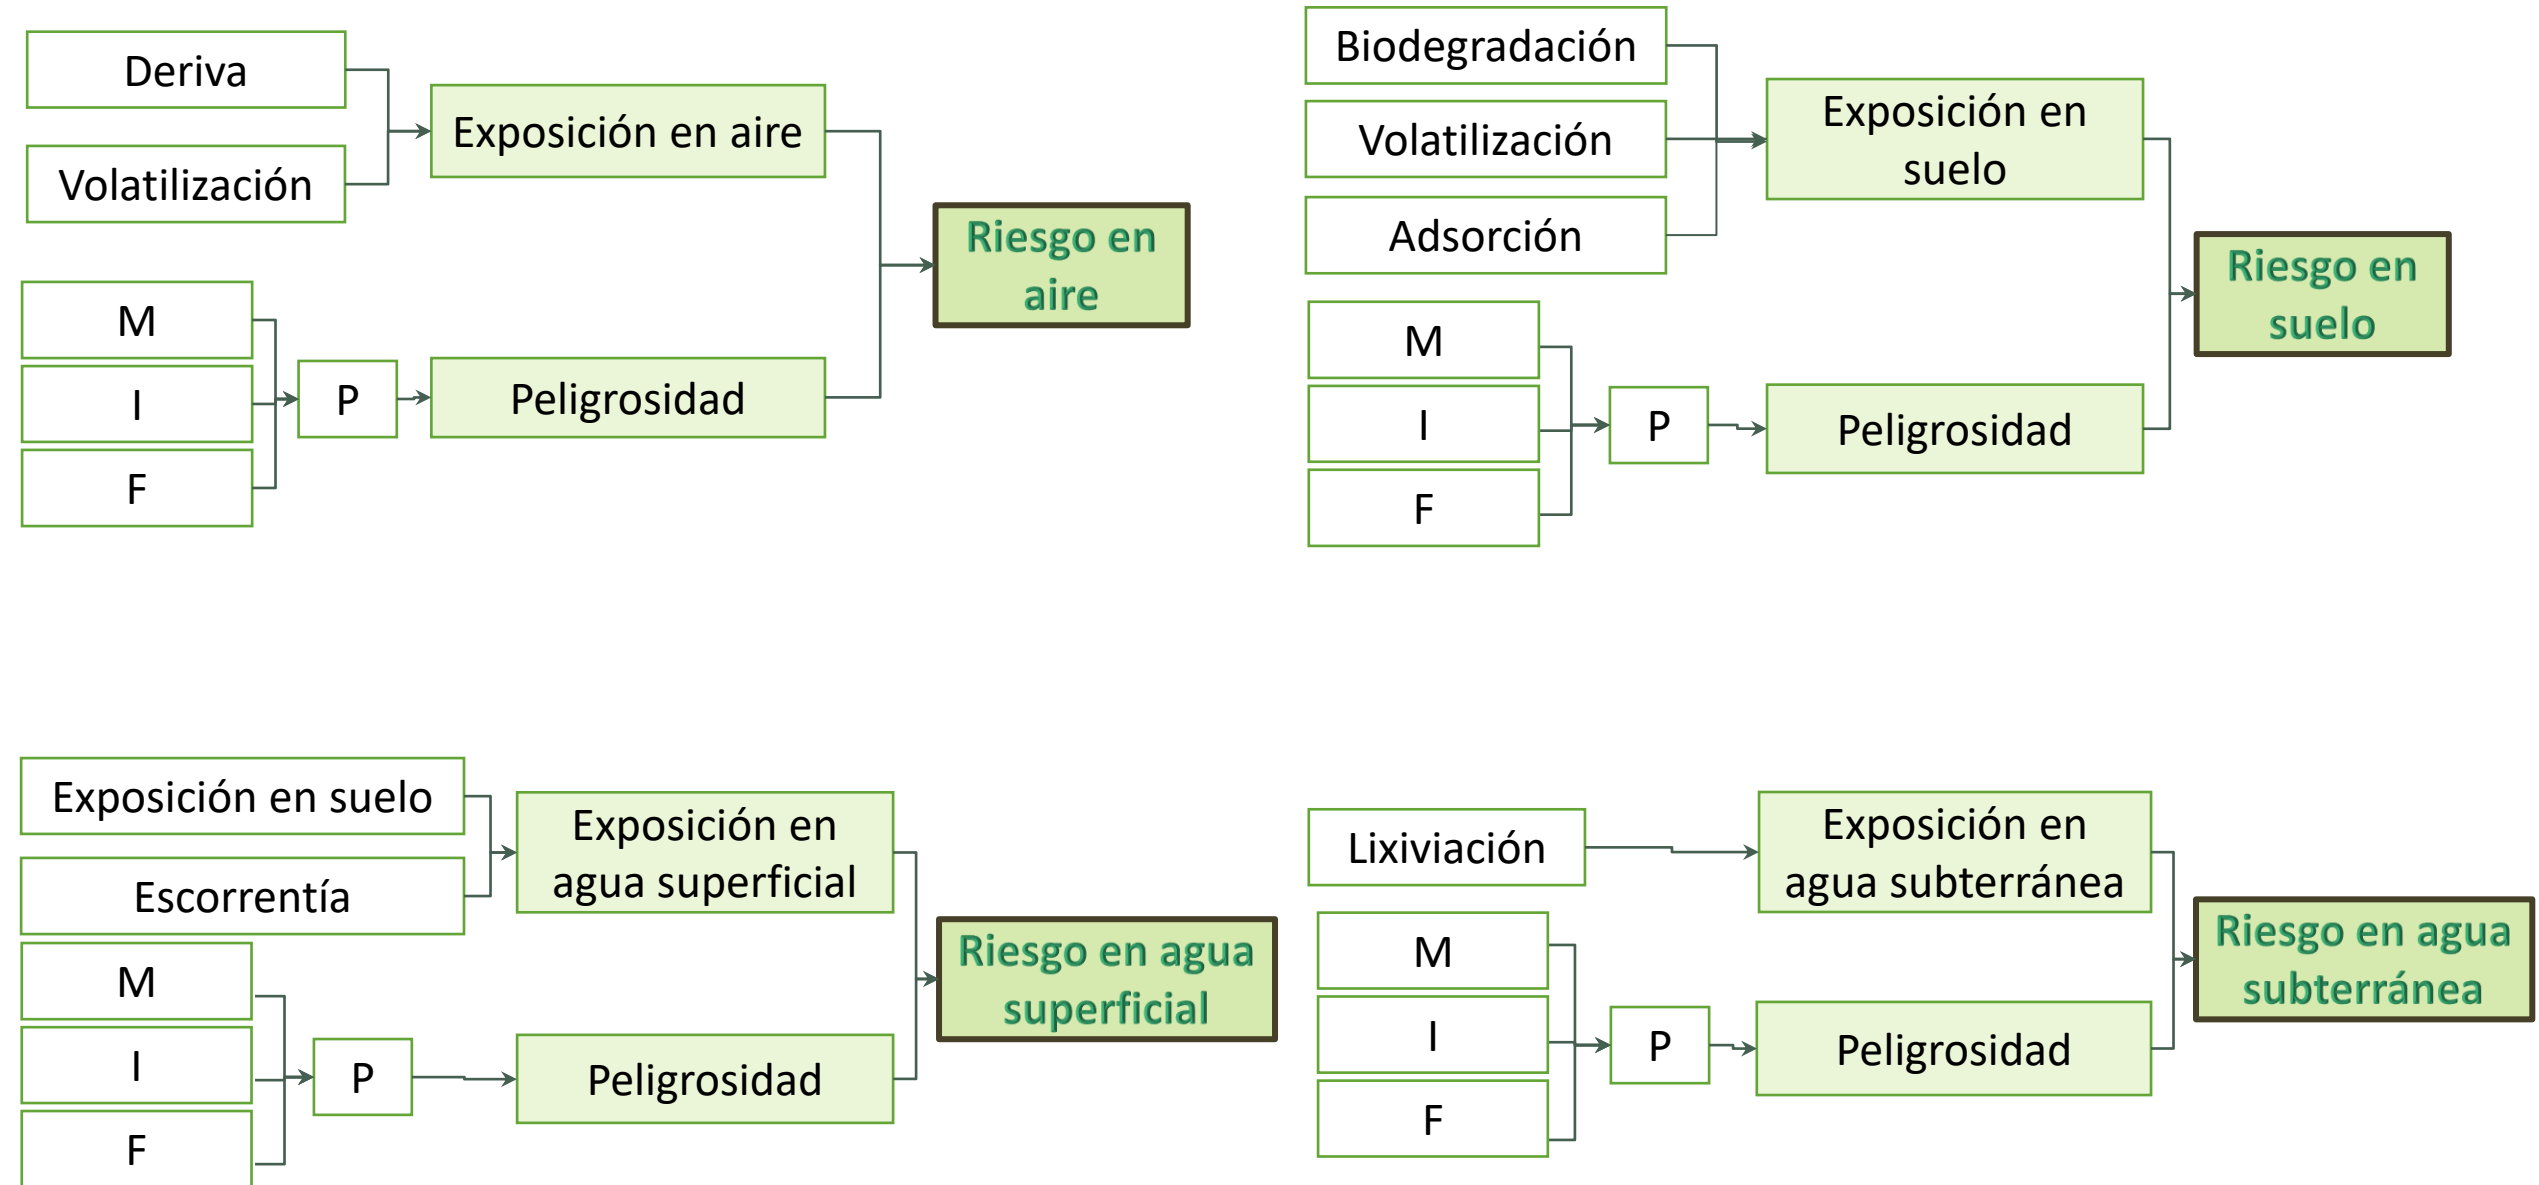 Deriva
Volatilización
Exposición en aire
M
I
F
P
Peligrosidad
Riesgo en
aire
Biodegradación
Volatilización
Adsorción
Exposición en
suelo
M
I
F
P
Peligrosidad
Riesgo en
suelo
Exposición en suelo
Escorrentía
Exposición en
agua superficial
M
I
F
P
Peligrosidad
Riesgo en agua
superficial
Lixiviación
Exposición en
agua subterránea
M
I
F
P
Peligrosidad
Riesgo en agua
subterránea